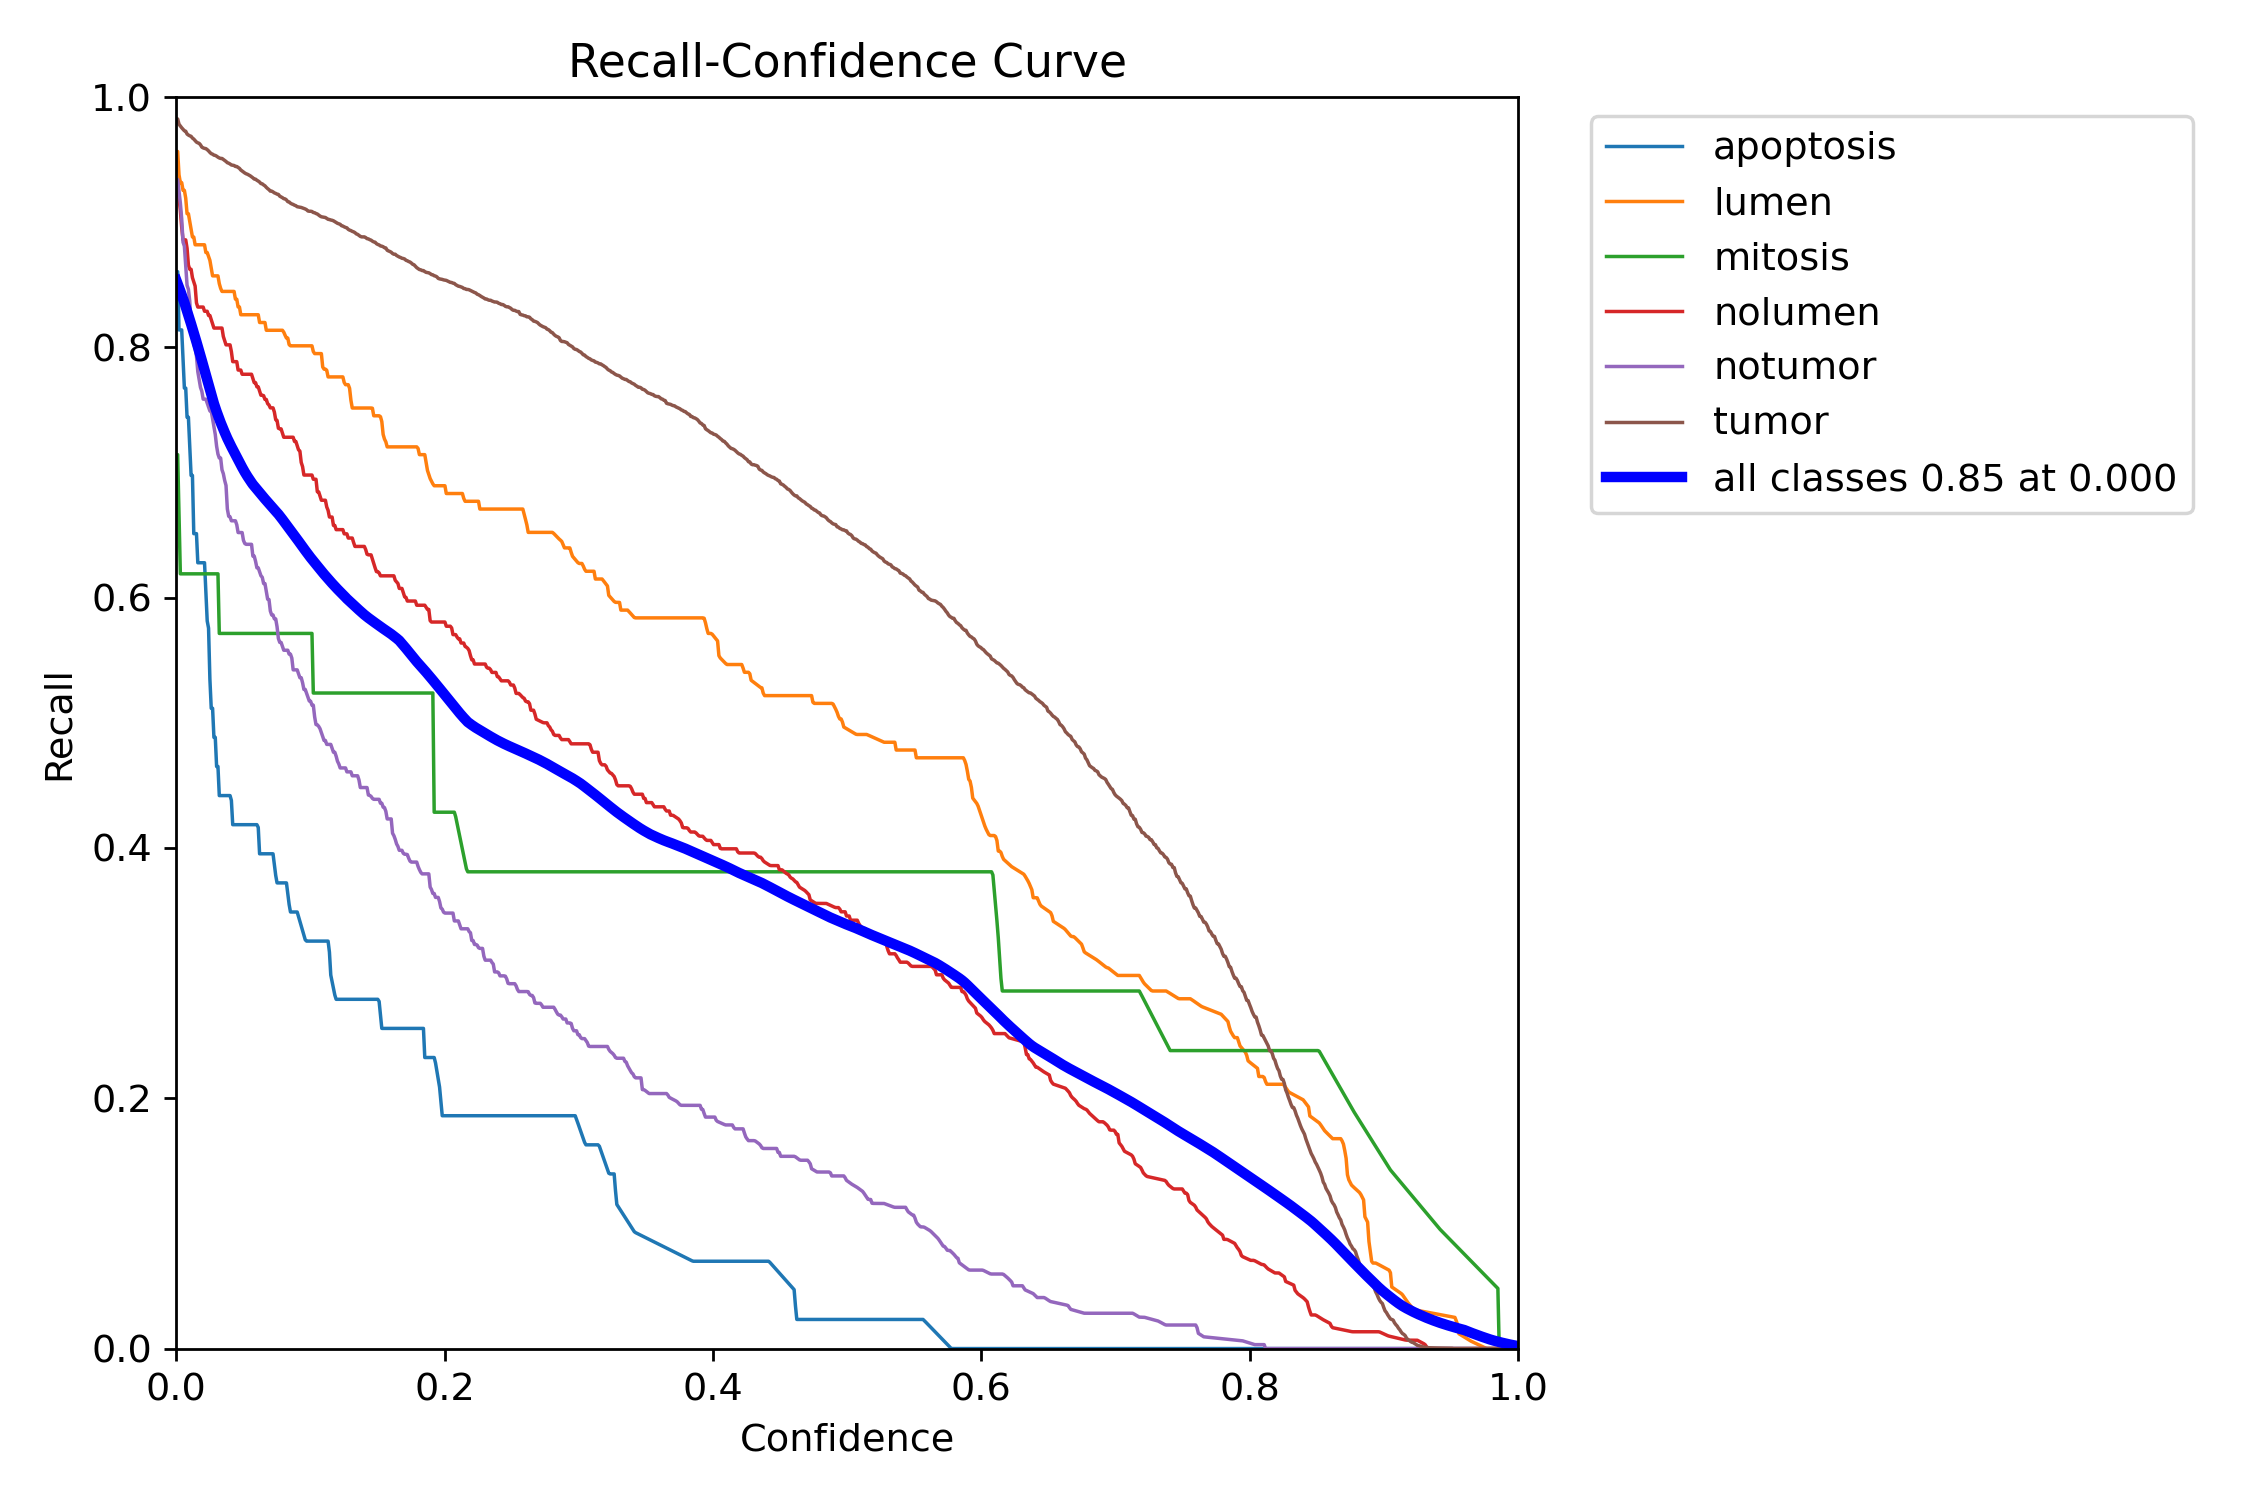 Recall-Confidence Curve
1.0
0.8
0.6
0.4
0.2
0.0
Recall
0.0 0.2 0.4 0.6 0.8 1.0
Confidence
apoptosis
lumen
mitosis
nolumen
notumor
tumor
all classes 0.85 at 0.000